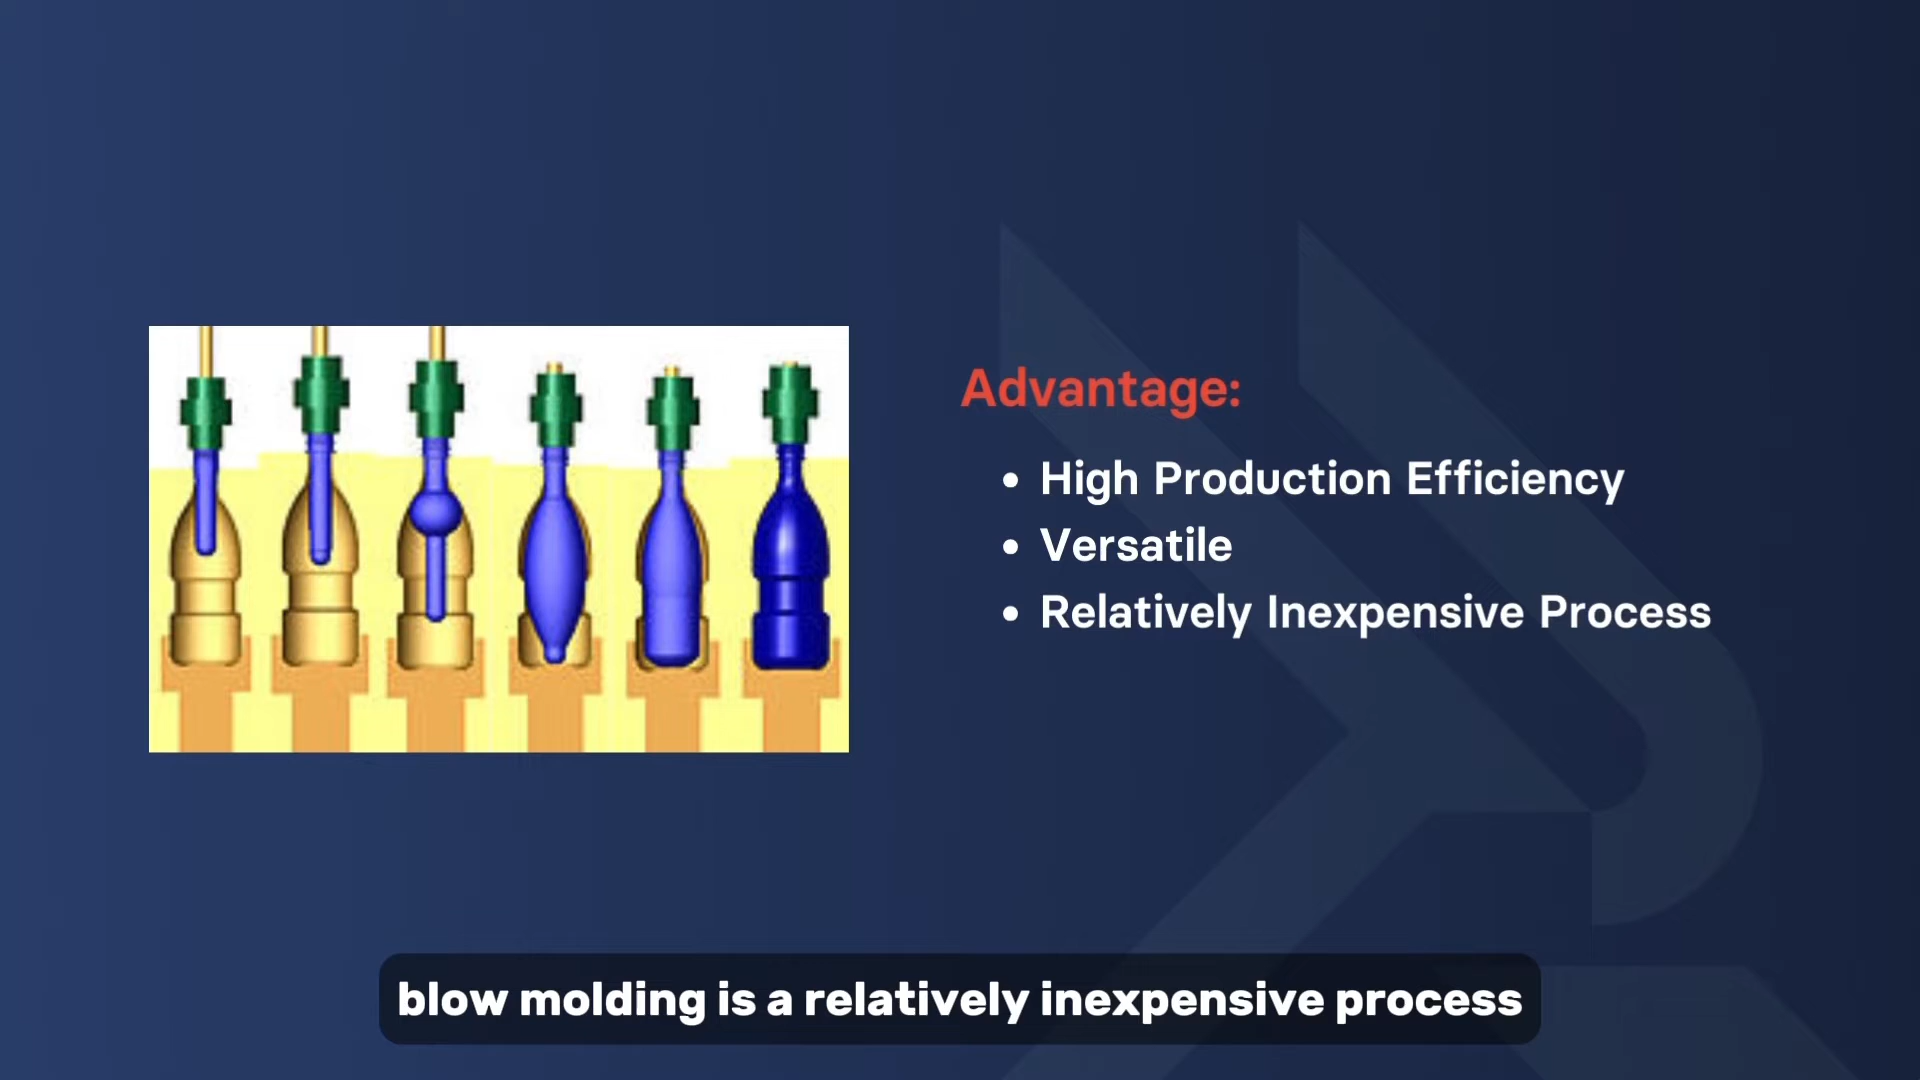 Advantage:
• High Production Efficiency
• Versatile
• Relatively Inexpensive Process
blow molding is a relatively inexpensive process